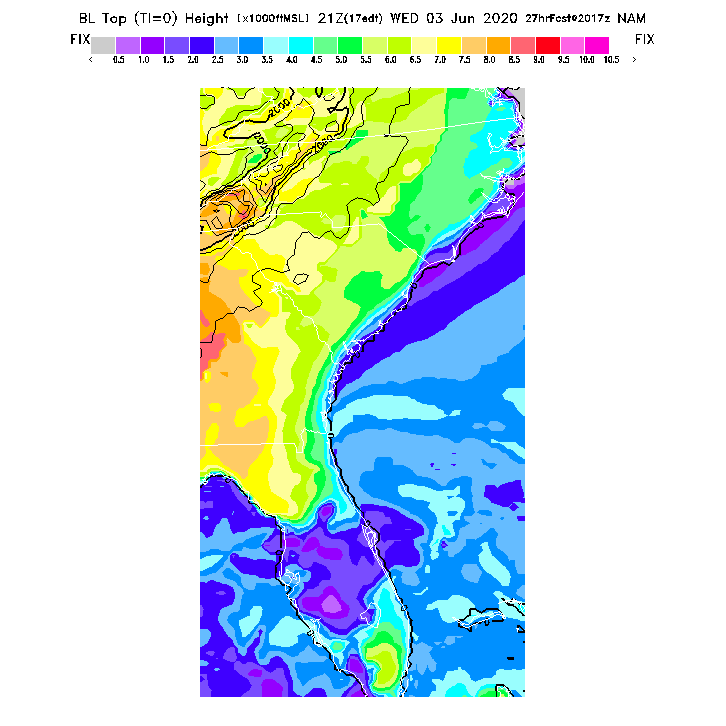 BL Top (TI=0) Height [x1000ftMSL] 21Z(17edt) WED 03 Jun 2020 27hrFcst@2017z NAM
FIX FIX
< 0.5 1.0 1.5 2.0 2.5 3.0 3.5 4.0 4.5 5.0 5.5 6.0 6.5 7.0 7.5 8.0 8.5 9.0 9.5 10.0 10.5 >
2000
2000
2000